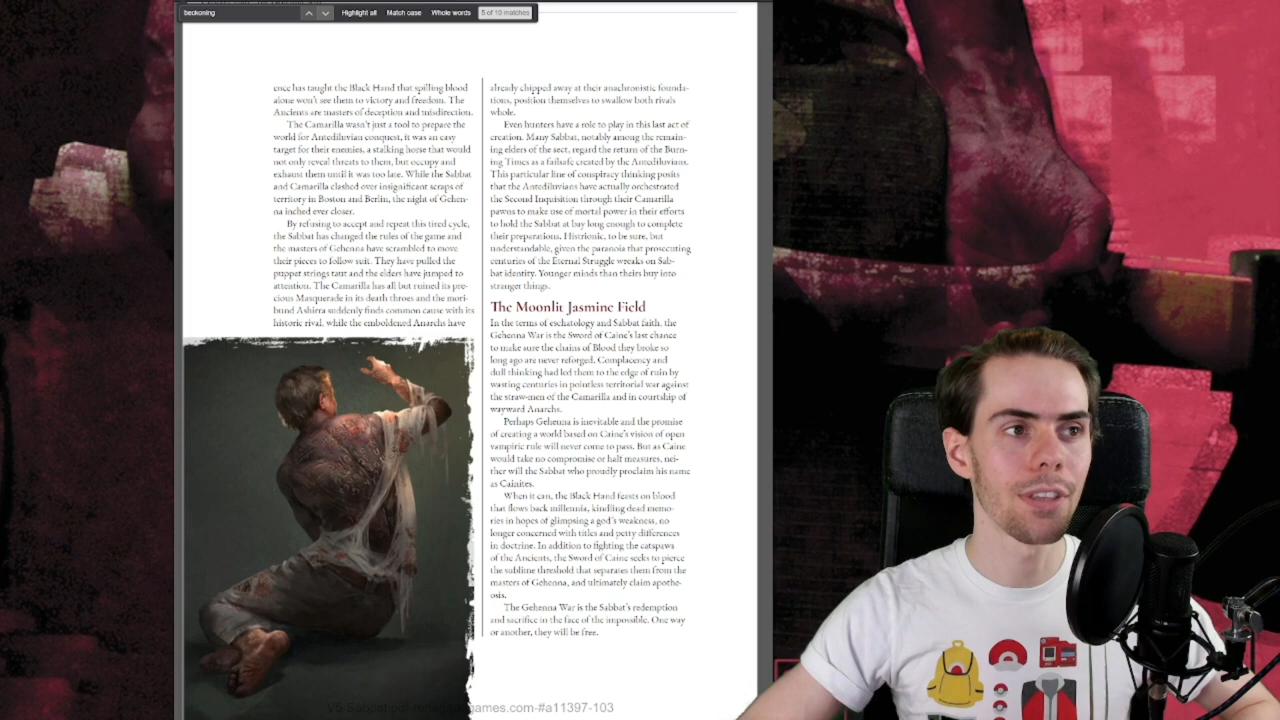 beckoning
Highlight all
Match case
Whole words
5 of 10 matches
ence has taught the Black Hand that spilling blood
alone won't see them to victory and freedom. The
Ancients are masters of deception and misdirection.
The Camarilla wasn't just a tool to prepare the
world for Antediluvian conquest, it was an easy
target for their enemies, a stalking horse that would
not only reveal threats to them, but occupy and
exhaust them until it was too late. While the Sabbat
and Camarilla clashed over insignificant scraps of
territory in Boston and Berlin, the night of Gehen-
na inched ever closer.
By refusing to accept and repeat this tired cycle,
the Sabbat has changed the rules of the game and
the masters of Gehenna have scrambled to move
their pieces to follow suit. They have pulled the
puppet strings taut and the elders have jumped to
attention. The Camarilla has all but ruined its pre-
cious Masquerade in its death throes and the mori-
bund Ashirra suddenly finds common cause with its
historic rival, while the emboldened Anarchs have
already chipped away at their anachronistic founda-
tions, position themselves to swallow both rivals
whole.
Even hunters have a role to play in this last act of
creation. Many Sabbat, notably among the remain-
ing elders of the sect, regard the return of the Burn-
ing Times as a failsafe created by the Antediluvians.
This particular line of conspiracy thinking posits
that the Antediluvians have actually orchestrated
the Second Inquisition through their Camarilla
pawns to make use of mortal power in their efforts
to hold the Sabbat at bay long enough to complete
their preparations. Histrionic, to be sure, but
understandable, given the paranoia that prosecuting
centuries of the Eternal Struggle wreaks on Sab-
bat identity. Younger minds than theirs buy into
stranger things.
The Moonlit Jasmine Field
In the terms of eschatology and Sabbat faith, the
Gehenna War is the Sword of Caine's last chance
to make sure the chains of Blood they broke so
long ago are never reforged. Complacency and
dull thinking had led them to the edge of ruin by
wasting centuries in pointless territorial war against
the straw-men of the Camarilla and in courtship of
wayward Anarchs.
Perhaps Gehenna is inevitable and the promise
of creating a world based on Caine's vision of open
vampiric rule will never come to pass. But as Caine
would take no compromise or half measures, nei-
ther will the Sabbat who proudly proclaim his name
as Cainites.
When it can, the Black Hand feasts on blood
that flows back millennia, kindling dead memo-
ries in hopes of glimpsing a god's weakness, no
longer concerned with titles and petty differences
in doctrine. In addition to fighting the catspaws
of the Ancients, the Sword of Caine seeks to pierce
the sublime threshold that separates them from the
masters of Gehenna, and ultimately claim apothe-
osis.
The Gehenna War is the Sabbat's redemption
and sacrifice in the face of the impossible. One way
or another, they will be free.
games.com-#a11397-103